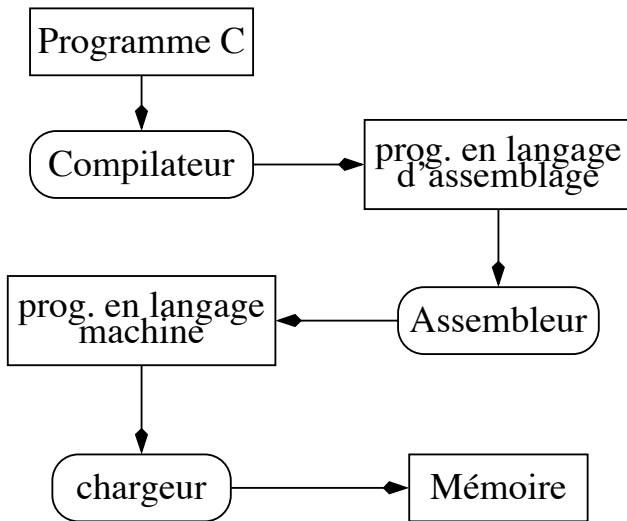 Programme C
Compilateur
prog. en langage
d'assemblage
Assembleur
prog. en langage
machine
chargeur
Mémoire